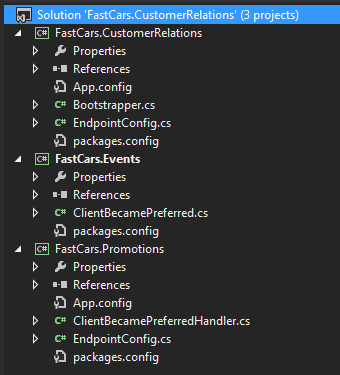 Solution 'FastCars.CustomerRelations' (3 projects)
C# FastCars.CustomerRelations
Properties
References
App.config
C# Bootstrapper.cs
C# EndpointConfig.cs
packages.config
C# FastCars.Events
Properties
References
C# ClientBecamePreferred.cs
packages.config
C# FastCars.Promotions
Properties
References
App.config
C# ClientBecamePreferredHandler.cs
C# EndpointConfig.cs
packages.config